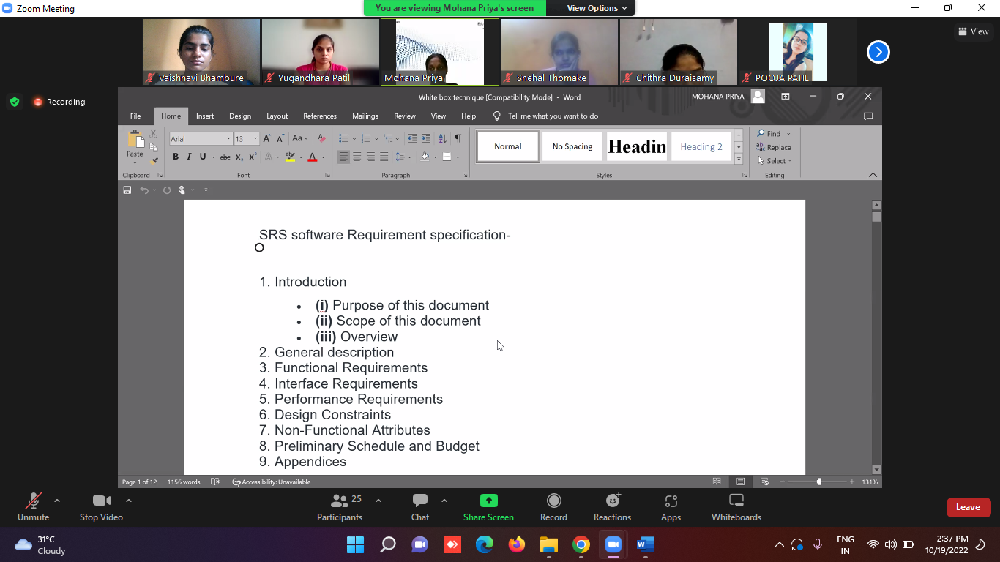 Zoom Meeting
You are viewing Mohana Priya's screen
View Options
View
Vaishnavi Bhambure
Yugandhara Patil
Mohana Priya
Snehal Thomake
Chithra Duraisamy
POOJA PATIL
Recording
White box technique [Compatibility Mode] - Word
MOHANA PRIYA
File Home Insert Design Layout References Mailings Review View Help Tell me what you want to do
Paste
Arial 13
Normal
No Spacing
Headin
Heading 2
Find
Replace
Select
Clipboard Font Paragraph Styles Editing
SRS software Requirement specification-
1. Introduction
• (i) Purpose of this document
• (ii) Scope of this document
• (iii) Overview
2. General description
3. Functional Requirements
4. Interface Requirements
5. Performance Requirements
6. Design Constraints
7. Non-Functional Attributes
8. Preliminary Schedule and Budget
9. Appendices
Page 1 of 12 1156 words Accessibility: Unavailable 131%
Unmute
Stop Video
Participants 25
Chat
Share Screen
Record
Reactions
Apps
Whiteboards
Leave
31°C
Cloudy
ENG
IN
2:37 PM
10/19/2022